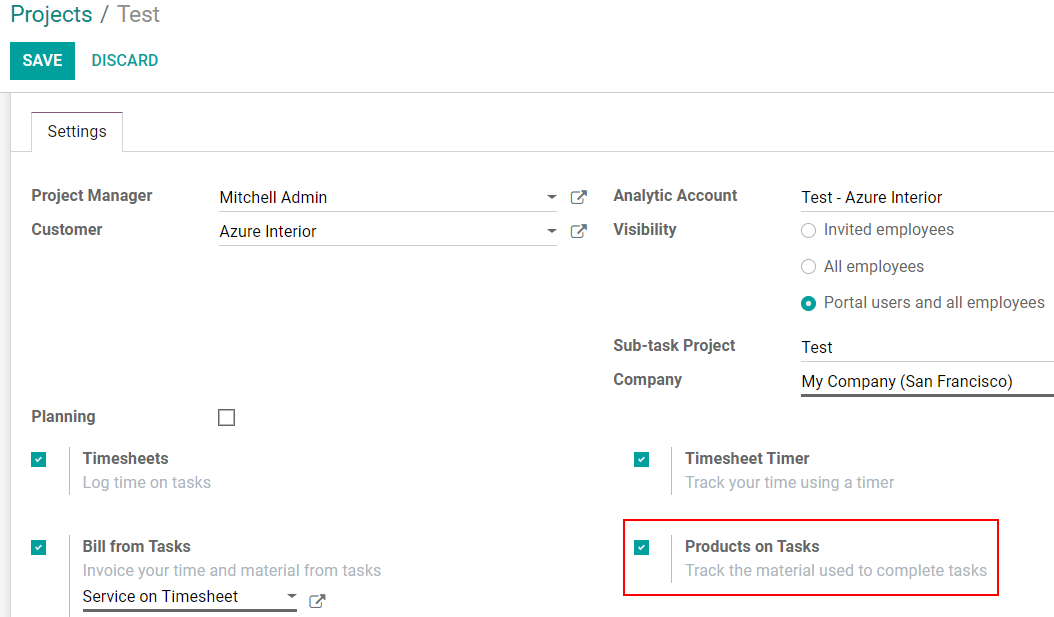 Projects / Test
SAVE DISCARD
Settings
Project Manager Mitchell Admin Analytic Account Test - Azure Interior
Customer Azure Interior Visibility Invited employees
All employees
Portal users and all employees
Sub-task Project Test
Company My Company (San Francisco)
Planning
Timesheets Timesheet Timer
Log time on tasks Track your time using a timer
Bill from Tasks Products on Tasks
Invoice your time and material from tasks Track the material used to complete tasks
Service on Timesheet